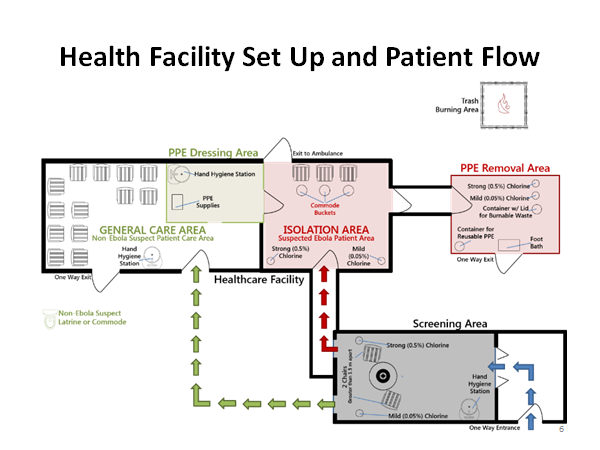 Health Facility Set Up and Patient Flow
Trash
Burning Area
PPE Dressing Area
Exit to Ambulance
PPE Removal Area
Hand Hygiene Station
PPE
Supplies
Commode
Buckets
Strong (0.5%) Chlorine
Mild (0.05%) Chlorine
Container w/ Lid
for Burnable Waste
Container for
Reusable PPE
Foot
Bath
One Way Exit
GENERAL CARE AREA
Non-Ebola Suspect Patient Care Area
Hand
Hygiene
Station
ISOLATION AREA
Suspected Ebola Patient Area
Strong (0.5%)
Chlorine
Mild
(0.05%)
Chlorine
One Way Exit
Healthcare Facility
Non-Ebola Suspect
Latrine or Commode
Screening Area
Strong (0.5%) Chlorine
2 Chairs
Greater than 1.5 m apart
Hand
Hygiene
Station
Mild (0.05%) Chlorine
One Way Entrance
6